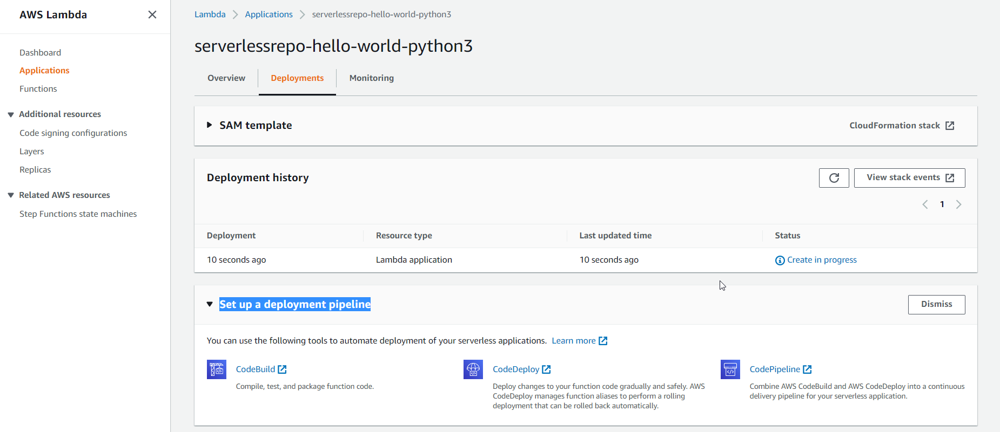 AWS Lambda
Dashboard
Applications
Functions
Additional resources
Code signing configurations
Layers
Replicas
Related AWS resources
Step Functions state machines
Lambda Applications serverlessrepo-hello-world-python3
serverlessrepo-hello-world-python3
Overview Deployments Monitoring
SAM template CloudFormation stack
Deployment history View stack events
1
Deployment Resource type Last updated time Status
10 seconds ago Lambda application 10 seconds ago Create in progress
Set up a deployment pipeline Dismiss
You can use the following tools to automate deployment of your serverless applications. Learn more
CodeBuild
Compile, test, and package function code.
CodeDeploy
Deploy changes to your function code gradually and safely. AWS
CodeDeploy manages function aliases to perform a rolling
deployment that can be rolled back automatically.
CodePipeline
Combine AWS CodeBuild and AWS CodeDeploy into a continuous
delivery pipeline for your serverless application.